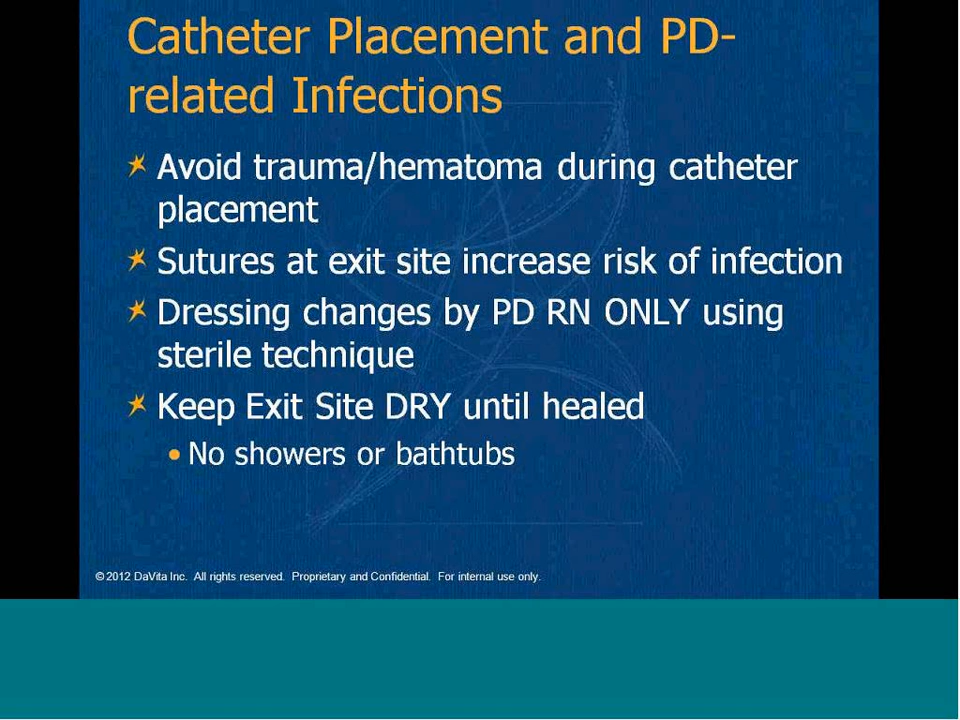 Catheter Placement and PD-
related Infections
Avoid trauma/hematoma during catheter
placement
Sutures at exit site increase risk of infection
Dressing changes by PD RN ONLY using
sterile technique
Keep Exit Site DRY until healed
• No showers or bathtubs
© 2012 DaVita Inc. All rights reserved. Proprietary and Confidential. For internal use only.